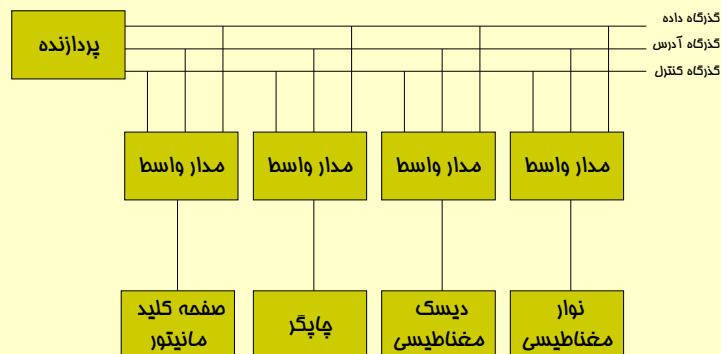 گذرگاه داده
گذرگاه آدرس
گذرگاه کنترل
پردازنده
مدار واسط
مدار واسط
مدار واسط
مدار واسط
نوار
مغناطیسی
دیسک
مغناطیسی
چاپگر
صفحه کلید
مانیتور